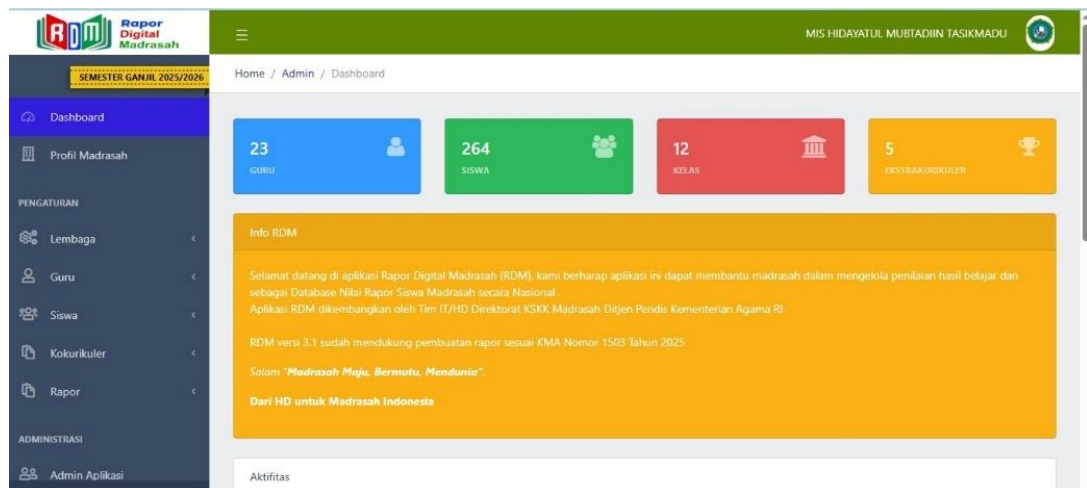 RDM Rapor
Digital
Madrasah
MIS HIDAYATUL MUBTADIIN TASIKMADU
SEMESTER GANJIL 2025/2026
Home / Admin / Dashboard
Dashboard
Profil Madrasah
PENGATURAN
Lembaga
Guru
Siswa
Kokurikuler
Rapor
ADMINISTRASI
Admin Aplikasi
23
GURU
264
SISWA
12
KELAS
5
EKSTRAKURIKULER
Info RDM
Selamat datang di aplikasi Rapor Digital Madrasah (RDM), kami berharap aplikasi ini dapat membantu madrasah dalam mengelola penilaian hasil belajar dan
sebagai Database Nilai Rapor Siswa Madrasah secara Nasional .
Aplikasi RDM dikembangkan oleh Tim IT/HD Direktorat KSKK Madrasah Ditjen Pendis Kementerian Agama RI.
RDM versi 3.1 sudah mendukung pembuatan rapor sesuai KMA Nomor 1503 Tahun 2025
Salam "Madrasah Maju, Bermutu, Mendunia".
Dari HD untuk Madrasah Indonesia
Aktifitas